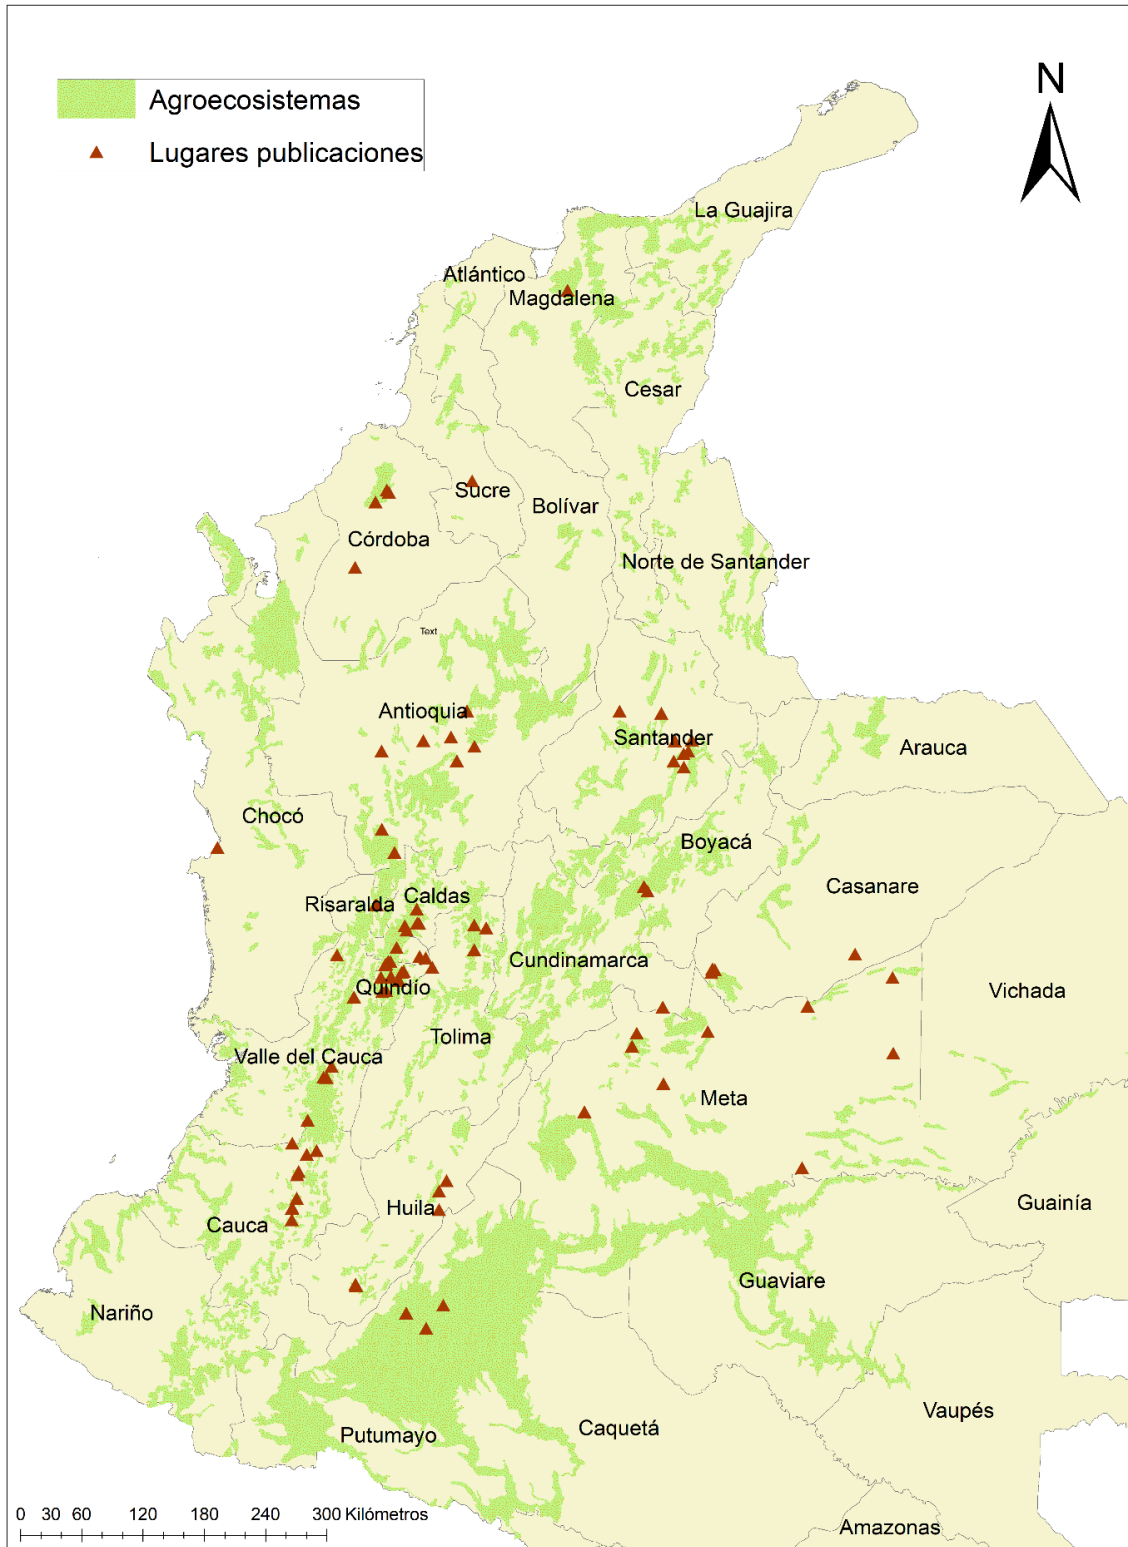 N
Agroecosistemas
Lugares publicaciones
La Guajira
Atlántico
Magdalena
Cesar
Sucre
Bolívar
Córdoba
Norte de Santander
Text
Antioquia
Santander
Arauca
Chocó
Boyacá
Casanare
Caldas
Risaralda
Cundinamarca
Quindío
Vichada
Tolima
Valle del Cauca
Meta
Guainía
Huila
Cauca
Guaviare
Nariño
Vaupés
Caquetá
Putumayo
0 30 60 120 180 240 300 Kilómetros
Amazonas